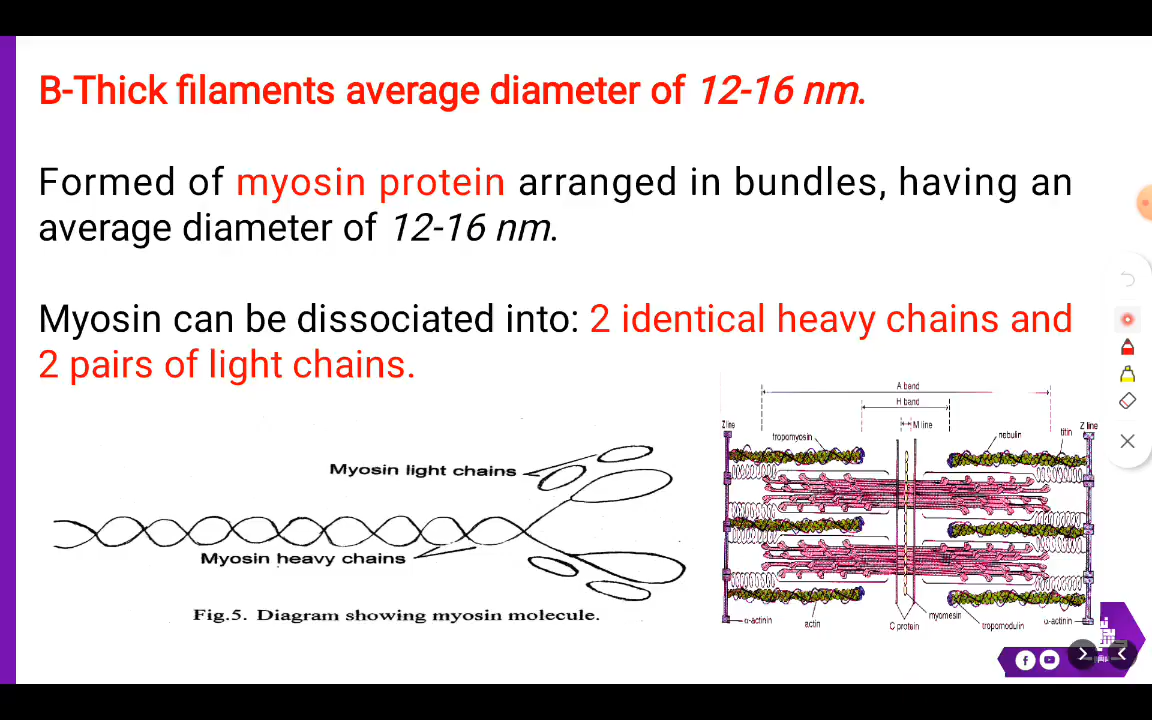 B-Thick filaments average diameter of 12-16 nm.
Formed of myosin protein arranged in bundles, having an
average diameter of 12-16 nm.
Myosin can be dissociated into: 2 identical heavy chains and
2 pairs of light chains.
Myosin light chains
Myosin heavy chains
Fig.5. Diagram showing myosin molecule.
A band
H band
M line
Z line
Z line
tropomyosin
nebulin
titin
α-actinin
actin
C protein
myomesin
tropomodulin
α-actinin